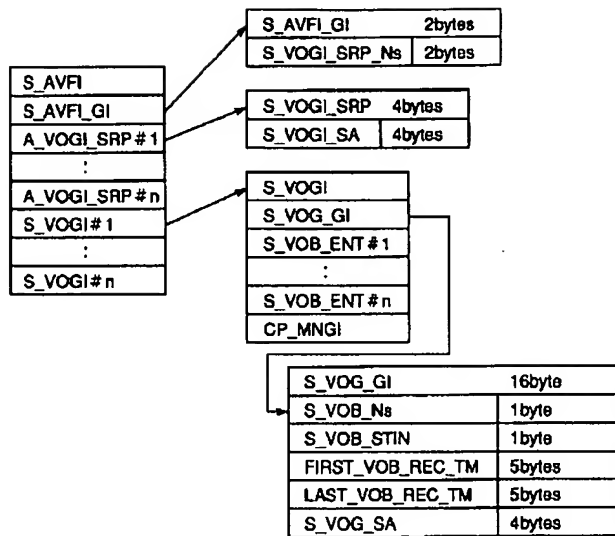 S_AVFI_GI 2bytes
S_VOGI_SRP_Ns 2bytes
S_AVFI
S_AVFI_GI
A_VOGI_SRP#1
:
A_VOGI_SRP#n
S_VOGI#1
:
S_VOGI#n
S_VOGI_SRP 4bytes
S_VOGI_SA 4bytes
S_VOGI
S_VOG_GI
S_VOB_ENT#1
:
S_VOB_ENT#n
CP_MNGI
S_VOG_GI 16byte
S_VOB_Ns 1byte
S_VOB_STIN 1byte
FIRST_VOB_REC_TM 5bytes
LAST_VOB_REC_TM 5bytes
S_VOG_SA 4bytes